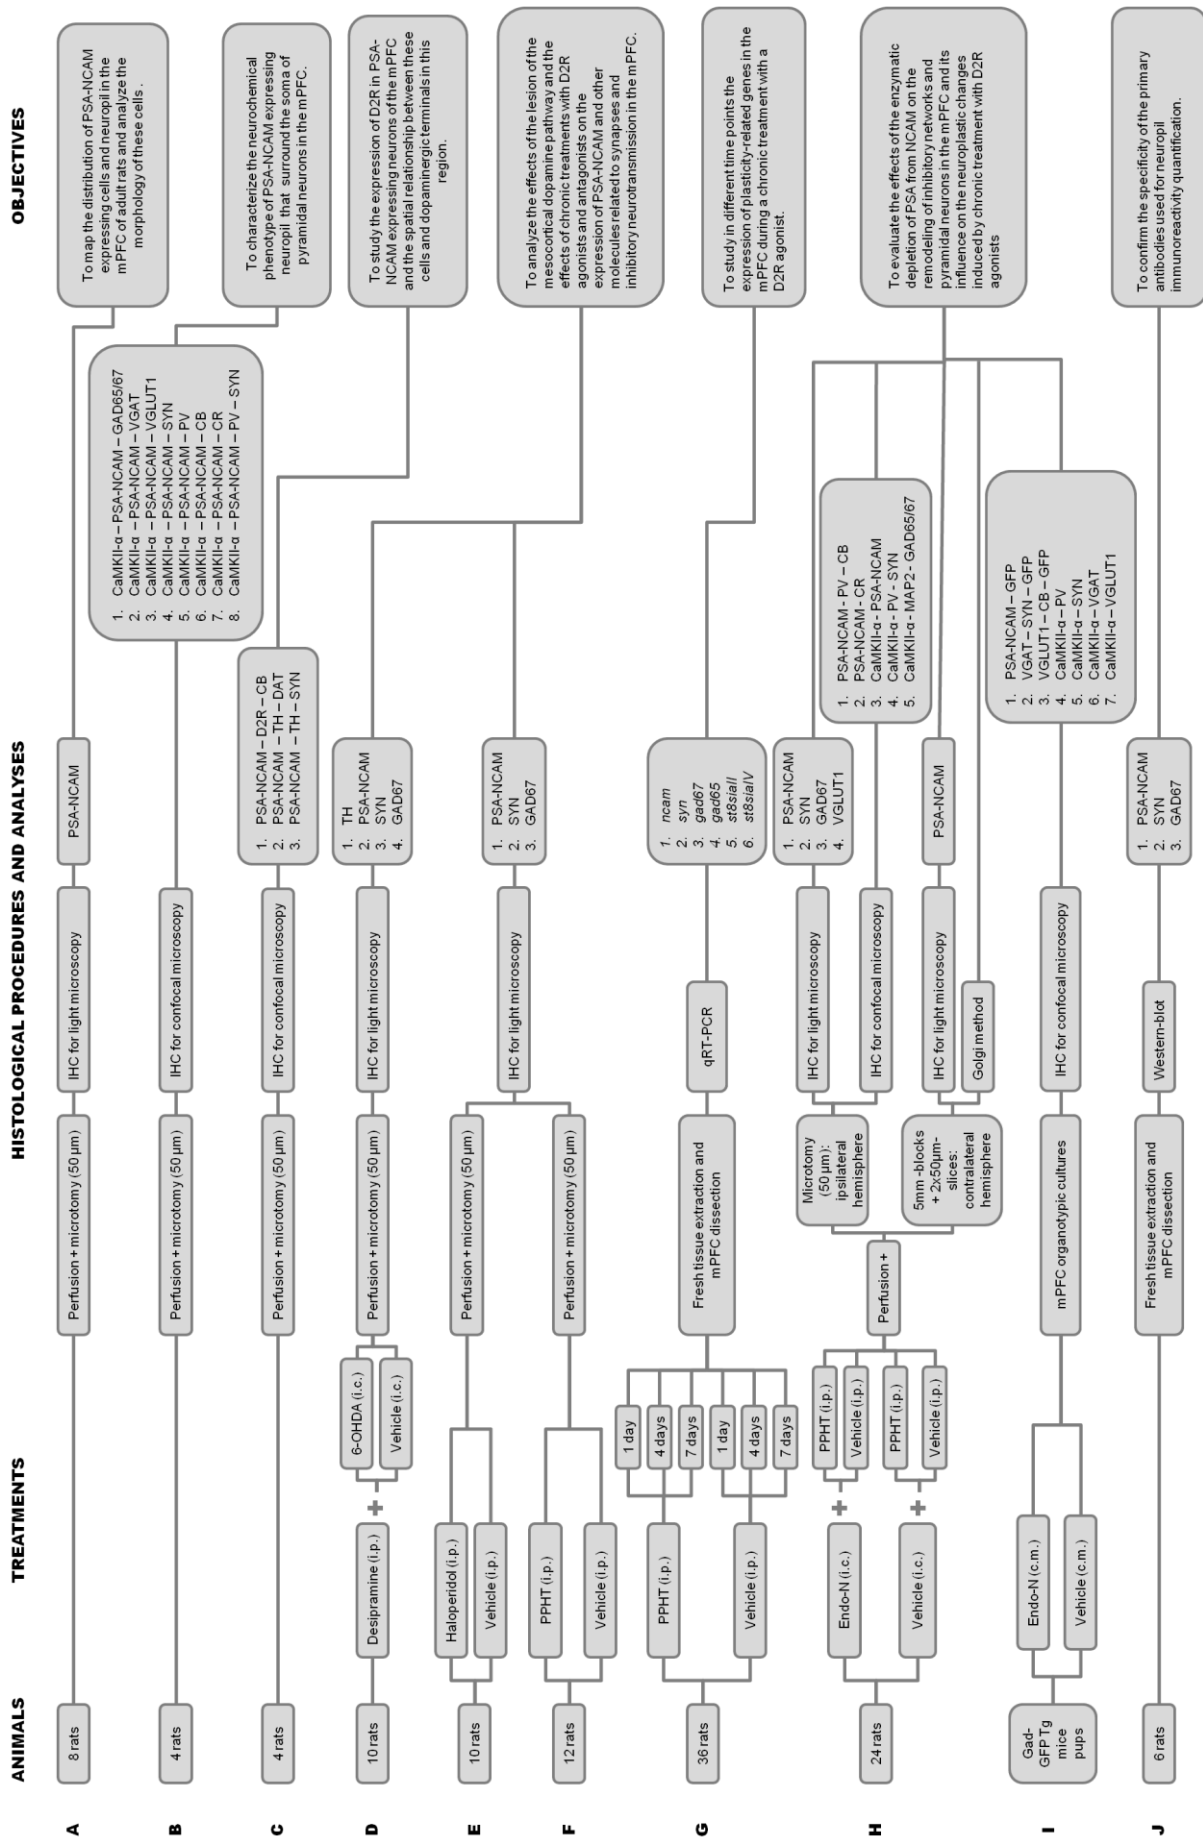 ANIMALS
TREATMENTS
HISTOLOGICAL PROCEDURES AND ANALYSES
OBJECTIVES
A
8 rats
Perfusion + microtomy (50 µm)
IHC for light microscopy
PSA-NCAM
To map the distribution of PSA-NCAM
expressing cells and neuropil in the
mPFC of adult rats and analyze the
morphology of these cells .
B
4 rats
Perfusion + microtomy (50 µm)
IHC for confocal microscopy
1. CaMKII-α – PSA-NCAM – GAD65/67
2. CaMKII-α – PSA-NCAM – VGAT
3. CaMKII-α – PSA-NCAM – VGLUT1
4. CaMKII-α – PSA-NCAM – SYN
5. CaMKII-α – PSA-NCAM – PV
6. CaMKII-α – PSA-NCAM – CB
7. CaMKII-α – PSA-NCAM – CR
8. CaMKII-α – PSA-NCAM – PV – SYN
To characterize the neurochemical
phenotype of PSA-NCAM expressing
neuropil that surround the soma of
pyramidal neurons in the mPFC.
C
4 rats
Perfusion + microtomy (50 µm)
IHC for confocal microscopy
1. PSA-NCAM – D2R – CB
2. PSA-NCAM – TH – DAT
3. PSA-NCAM – TH – SYN
To study the expression of D2R in PSA-
NCAM expressing neurons of the mPFC
and the spatial relationship between these
cells and dopaminergic terminals in this
region.
D
10 rats
Desipramine (i.p.)
+
6-OHDA (i.c.)
Vehicle (i.c.)
Perfusion + microtomy (50 µm)
IHC for light microscopy
1. TH
2. PSA-NCAM
3. SYN
4. GAD67
To analyze the effects of the lesion of the
mesocortical dopamine pathway and the
effects of chronic treatments with D2R
agonists and antagonists on the
expression of PSA-NCAM and other
molecules related to synapses and
inhibitory neurotransmission in the mPFC.
E
10 rats
Haloperidol (i.p.)
Vehicle (i.p.)
Perfusion + microtomy (50 µm)
IHC for light microscopy
1. PSA-NCAM
2. SYN
3. GAD67
F
12 rats
PPHT (i.p.)
Vehicle (i.p.)
Perfusion + microtomy (50 µm)
G
36 rats
PPHT (i.p.)
Vehicle (i.p.)
1 day
4 days
7 days
1 day
4 days
7 days
Fresh tissue extraction and
mPFC dissection
qRT-PCR
1. ncam
2. syn
3. gad67
4. gad65
5. st8siaII
6. st8siaIV
To study in different time points the
expression of plasticity-related genes in the
mPFC during a chronic treatment with a
D2R agonist.
H
24 rats
Endo-N (i.c.)
Vehicle (i.c.)
+
+
PPHT (i.p.)
Vehicle (i.p.)
PPHT (i.p.)
Vehicle (i.p.)
Perfusion +
Microtomy
(50 µm):
ipsilateral
hemisphere
5mm -blocks
+ 2x50µm-
slices:
contralateral
hemisphere
IHC for light microscopy
IHC for confocal microscopy
IHC for light microscopy
Golgi method
1. PSA-NCAM
2. SYN
3. GAD67
4. VGLUT1
1. PSA-NCAM - PV – CB
2. PSA-NCAM - CR
3. CaMKII-α - PSA-NCAM
4. CaMKII-α - PV - SYN
5. CaMKII-α - MAP2 - GAD65/67
PSA-NCAM
To evaluate the effects of the enzymatic
depletion of PSA from NCAM on the
remodeling of inhibitory networks and
pyramidal neurons in the mPFC and its
influence on the neuroplastic changes
induced by chronic treatment with D2R
agonists
I
Gad-
GFP Tg
mice
pups
Endo-N (c.m.)
Vehicle (c.m.)
mPFC organotypic cultures
IHC for confocal microscopy
1. PSA-NCAM – GFP
2. VGAT – SYN – GFP
3. VGLUT1 – CB – GFP
4. CaMKII-α – PV
5. CaMKII-α – SYN
6. CaMKII-α – VGAT
7. CaMKII-α – VGLUT1
J
6 rats
Fresh tissue extraction and
mPFC dissection
Western-blot
1. PSA-NCAM
2. SYN
3. GAD67
To confirm the specificity of the primary
antibodies used for neuropil
immunoreactivity quantification.